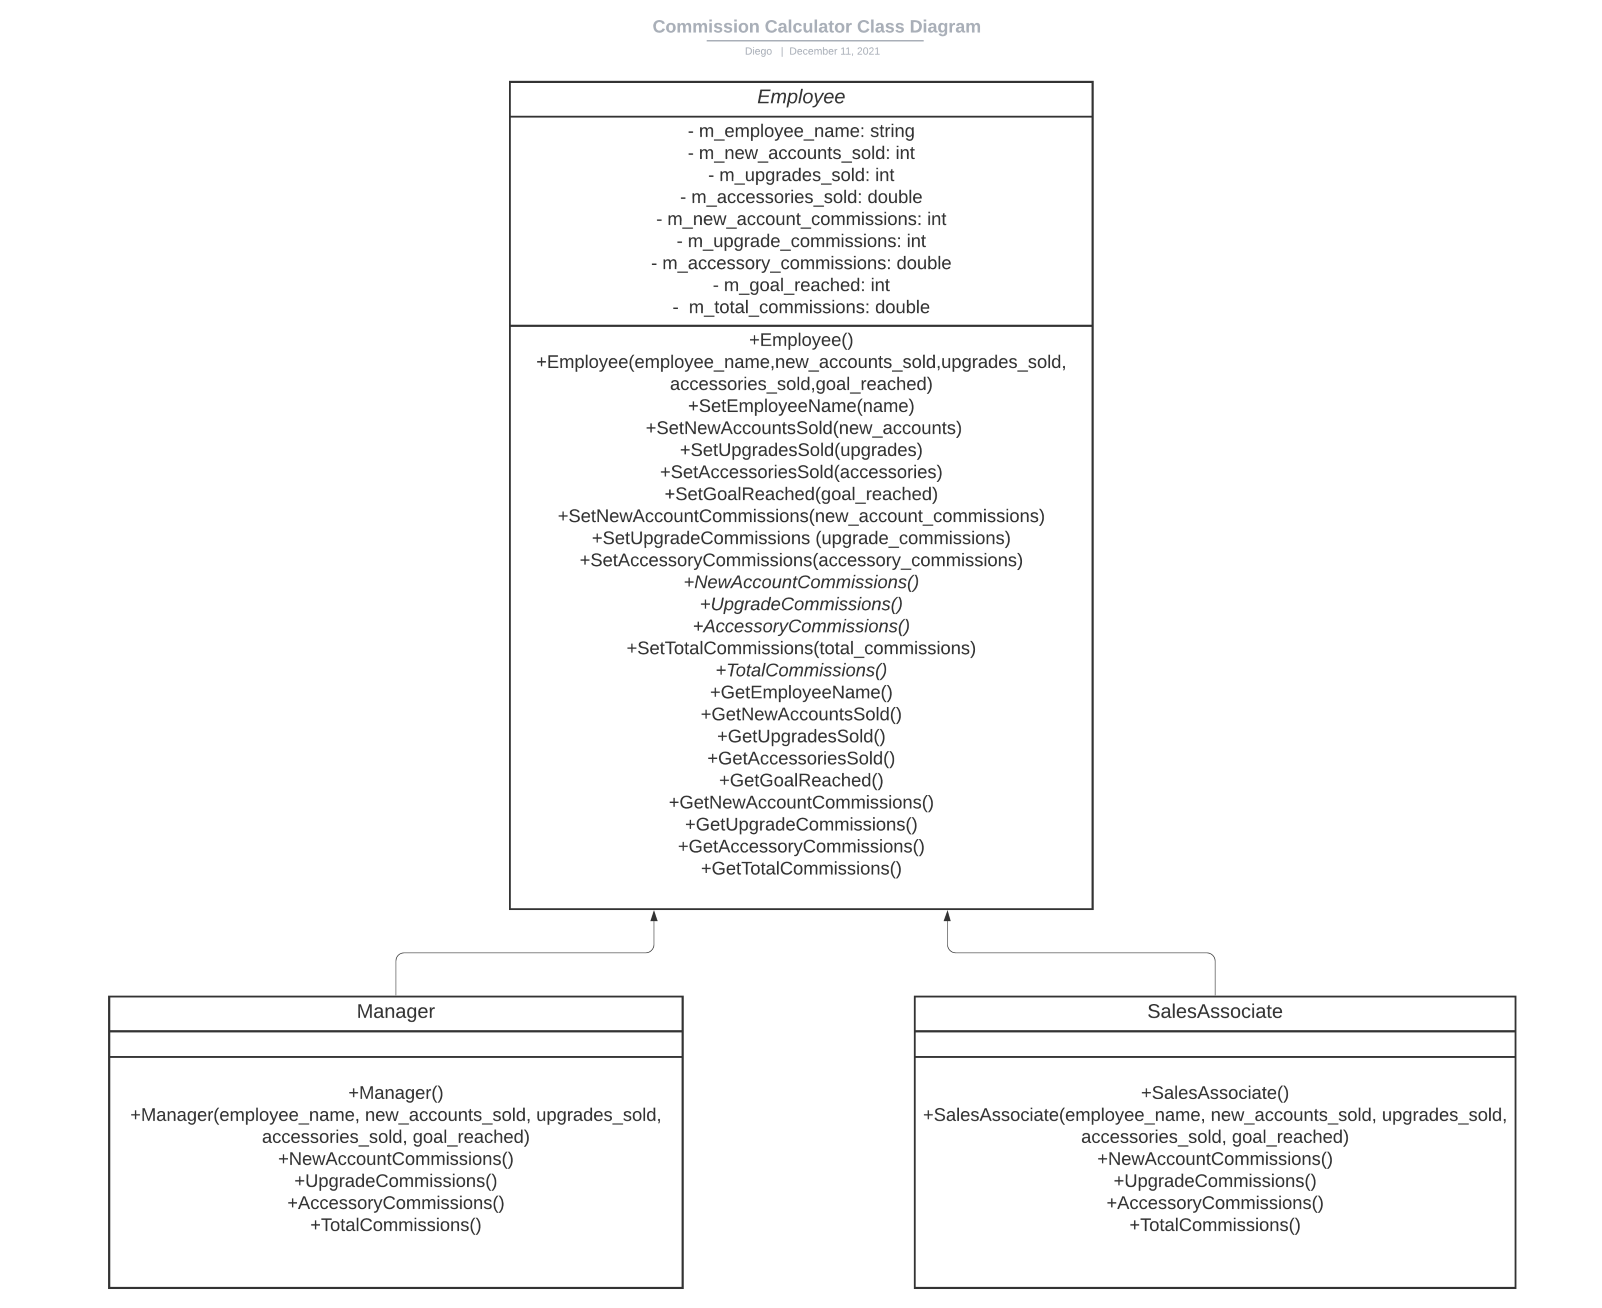 Commission Calculator Class Diagram
Diego | December 11, 2021
Employee
- m_employee_name: string
- m_new_accounts_sold: int
- m_upgrades_sold: int
- m_accessories_sold: double
- m_new_account_commissions: int
- m_upgrade_commissions: int
- m_accessory_commissions: double
- m_goal_reached: int
- m_total_commissions: double
+Employee()
+Employee(employee_name,new_accounts_sold,upgrades_sold,
accessories_sold,goal_reached)
+SetEmployeeName(name)
+SetNewAccountsSold(new_accounts)
+SetUpgradesSold(upgrades)
+SetAccessoriesSold(accessories)
+SetGoalReached(goal_reached)
+SetNewAccountCommissions(new_account_commissions)
+SetUpgradeCommissions (upgrade_commissions)
+SetAccessoryCommissions(accessory_commissions)
+NewAccountCommissions()
+UpgradeCommissions()
+AccessoryCommissions()
+SetTotalCommissions(total_commissions)
+TotalCommissions()
+GetEmployeeName()
+GetNewAccountsSold()
+GetUpgradesSold()
+GetAccessoriesSold()
+GetGoalReached()
+GetNewAccountCommissions()
+GetUpgradeCommissions()
+GetAccessoryCommissions()
+GetTotalCommissions()
Manager
+Manager()
+Manager(employee_name, new_accounts_sold, upgrades_sold,
accessories_sold, goal_reached)
+NewAccountCommissions()
+UpgradeCommissions()
+AccessoryCommissions()
+TotalCommissions()
SalesAssociate
+SalesAssociate()
+SalesAssociate(employee_name, new_accounts_sold, upgrades_sold,
accessories_sold, goal_reached)
+NewAccountCommissions()
+UpgradeCommissions()
+AccessoryCommissions()
+TotalCommissions()